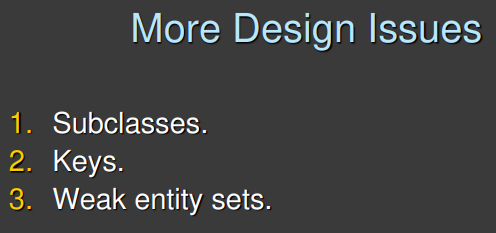 More Design Issues
1. Subclasses.
2. Keys.
3. Weak entity sets.